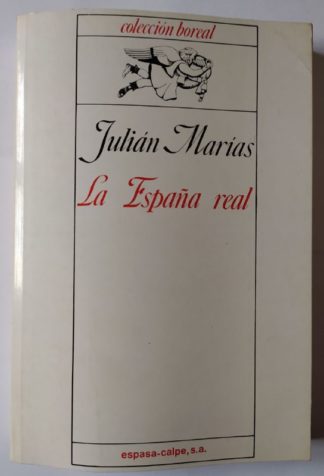 colección boreal
Julián Marías
La España real
espasa-calpe, s.a.